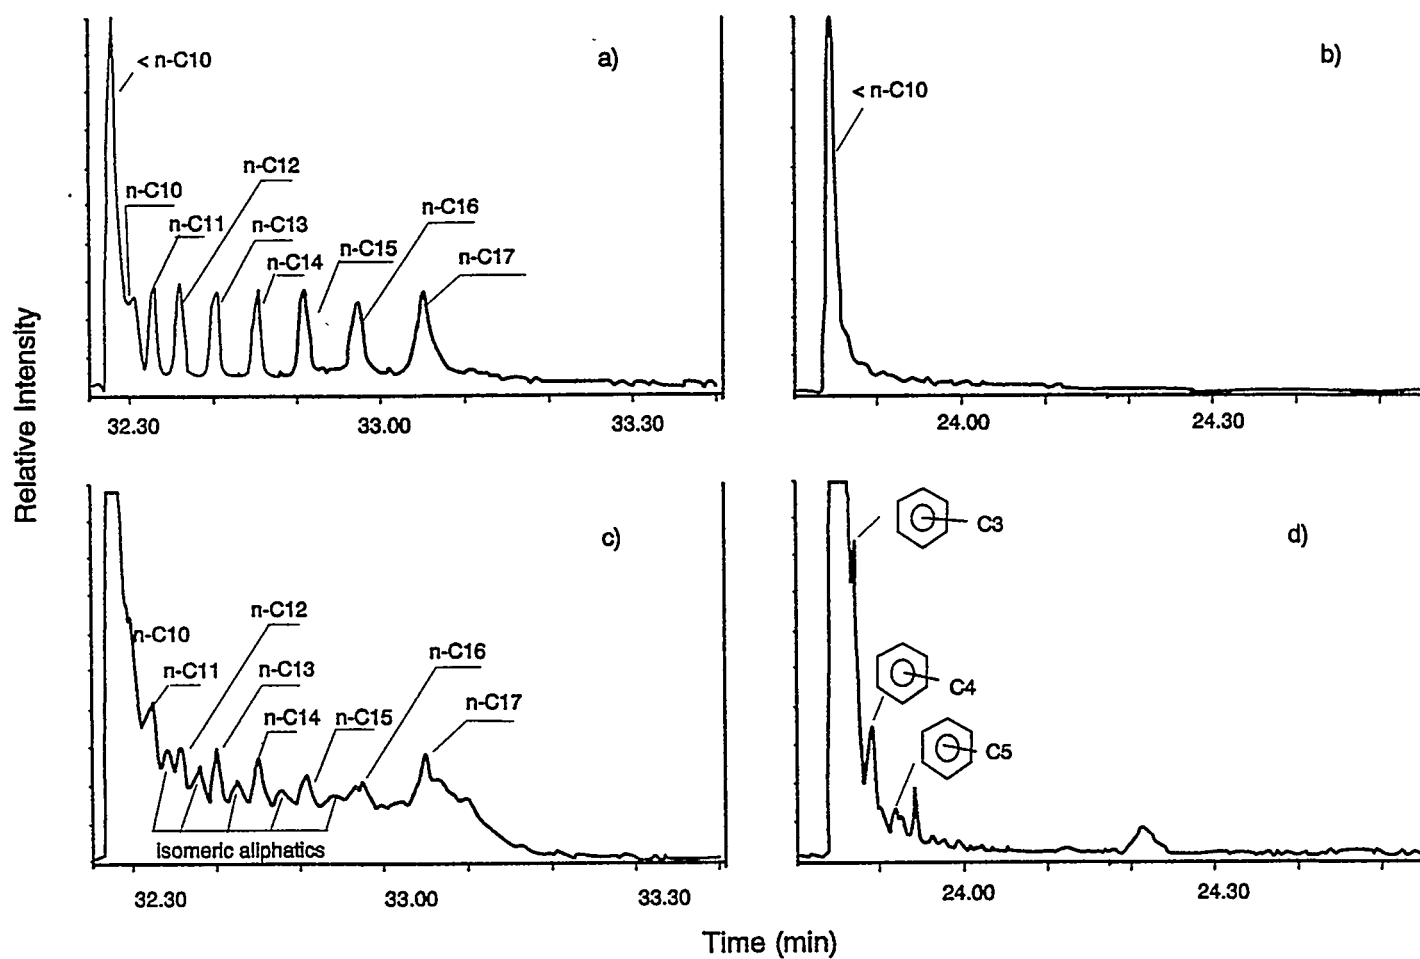 a)
< n-C10
n-C12
n-C10
n-C11
n-C13
n-C14
n-C15
n-C16
n-C17
32.30
33.00
33.30
b)
< n-C10
24.00
24.30
Relative Intensity
c)
n-C12
n-C10
n-C11
n-C13
n-C14
n-C15
n-C16
n-C17
isomeric aliphatics
32.30
33.00
33.30
d)
C3
C4
C5
24.00
24.30
Time (min)